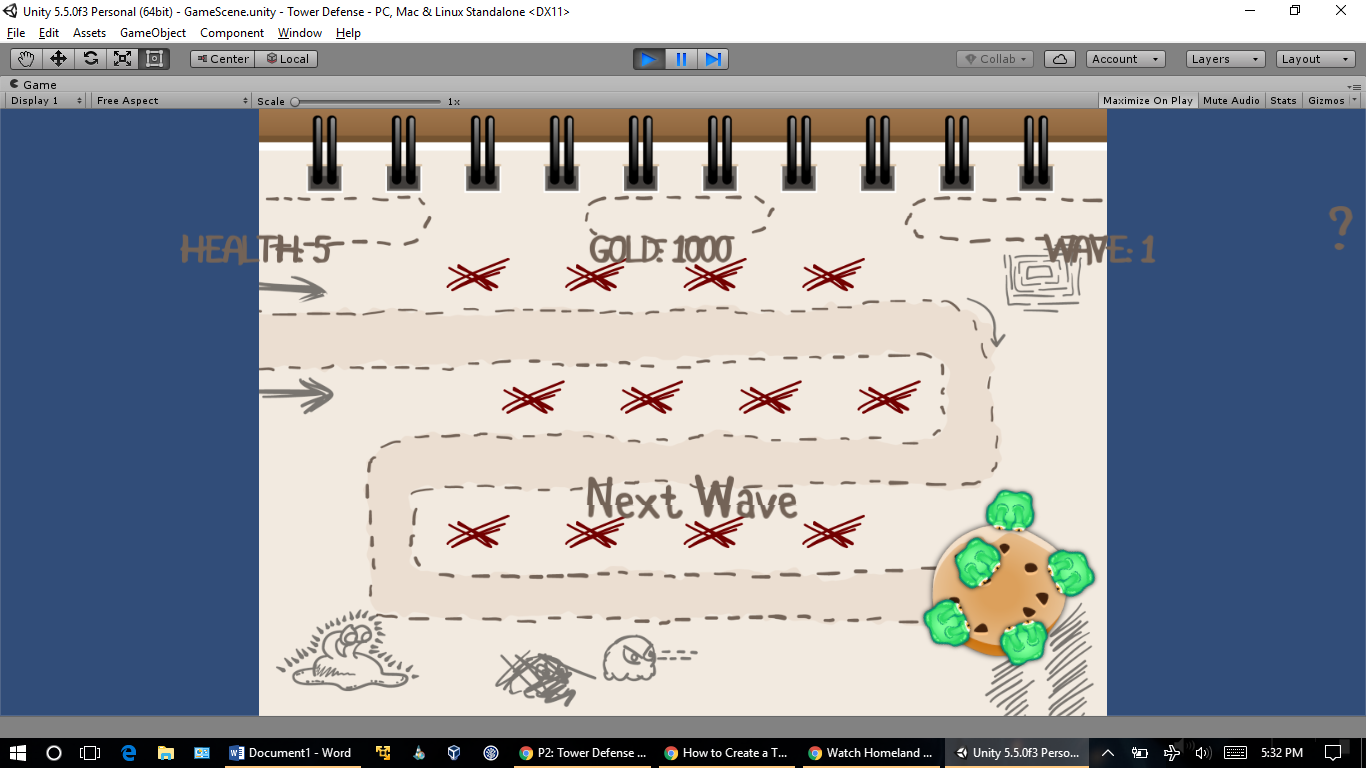 Unity 5.5.0f3 Personal (64bit) - GameScene.unity - Tower Defense - PC, Mac & Linux Standalone <DX11>
File Edit Assets GameObject Component Window Help
Center Local Collab Account Layers Layout
Game
Display 1 Free Aspect Scale 1x Maximize On Play Mute Audio Stats Gizmos
?
HEALTH: 5 GOLD: 1000 WAVE: 1
Next Wave
Document1 - Word P2: Tower Defense ... How to Create a T... Watch Homeland ... Unity 5.5.0f3 Perso... 5:32 PM